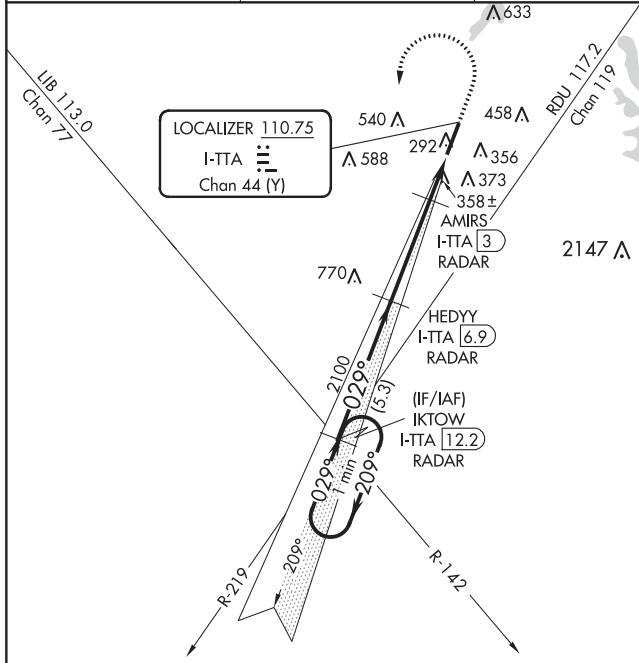 633
LIB 113.0
Chan 77
RDU 117.2
Chan 119
LOCALIZER 110.75
I-TTA
Chan 44 (Y)
540
458
292
588
356
373
358±
AMIRS
I-TTA 3
RADAR
2147
770
HEDYY
I-TTA 6.9
RADAR
2100
029°
(5.3)
(IF/IAF)
IKTOW
I-TTA 12.2
RADAR
029°
1 min
209°
209°
R-219
R-142